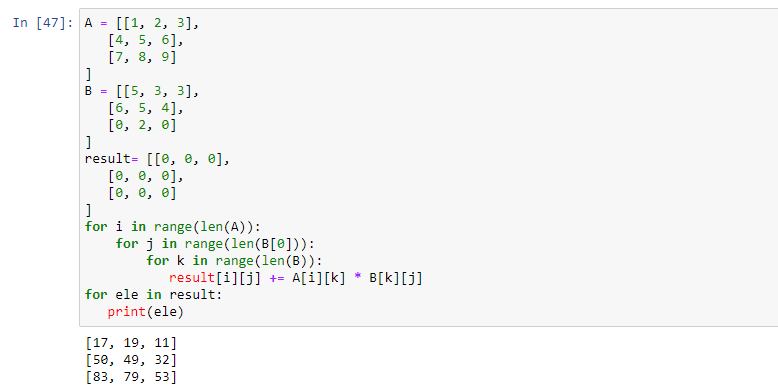 In [47]: A = [[1, 2, 3],
   [4, 5, 6],
   [7, 8, 9]
]
B = [[5, 3, 3],
   [6, 5, 4],
   [0, 2, 0]
]
result= [[0, 0, 0],
   [0, 0, 0],
   [0, 0, 0]
]
for i in range(len(A)):
    for j in range(len(B[0])):
        for k in range(len(B)):
           result[i][j] += A[i][k] * B[k][j]
for ele in result:
   print(ele)
[17, 19, 11]
[50, 49, 32]
[83, 79, 53]